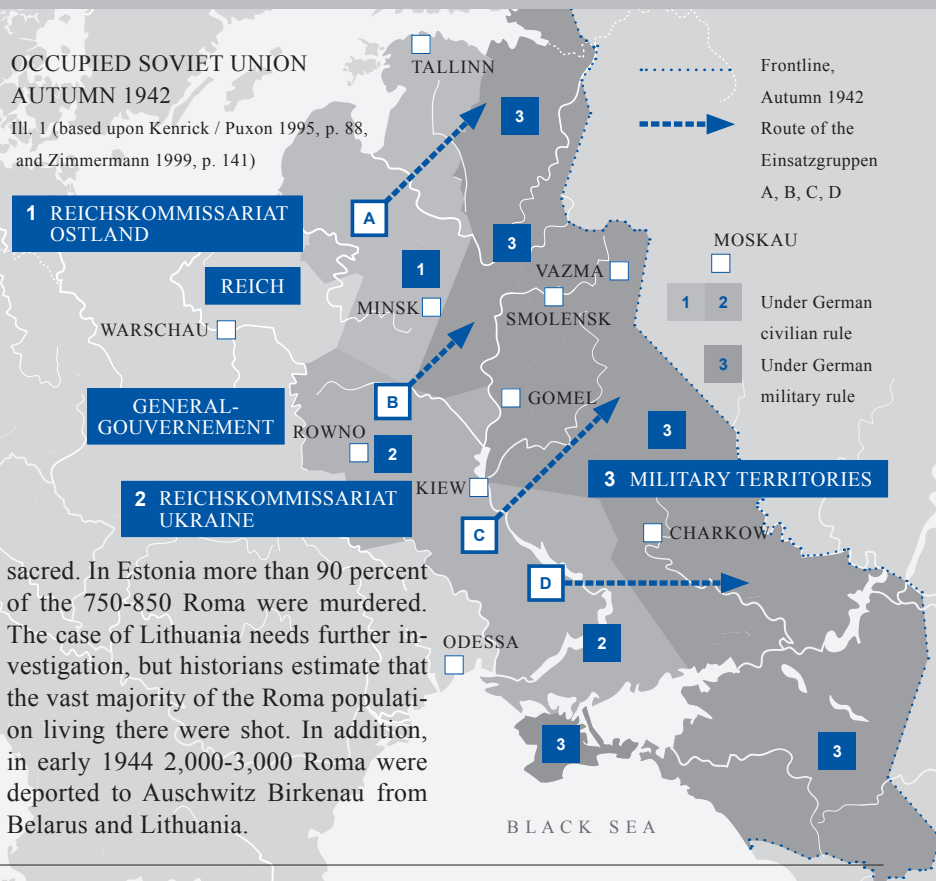 OCCUPIED SOVIET UNION
AUTUMN 1942
Ill. 1 (based upon Kenrick / Puxon 1995, p. 88,
and Zimmermann 1999, p. 141)
Frontline,
Autumn 1942
Route of the
Einsatzgruppen
A, B, C, D
1 2 Under German
civilian rule
3 Under German
military rule
TALLINN
3
A
1 REICHSKOMMISSARIAT
OSTLAND
3
MOSKAU
1
VAZMA
REICH
MINSK
SMOLENSK
WARSCHAU
B
GOMEL
GENERAL-
GOUVERNEMENT
ROWNO
2
3
3 MILITARY TERRITORIES
2 REICHSKOMMISSARIAT
UKRAINE
KIEW
C
CHARKOW
D
ODESSA
2
3
3
BLACK SEA
sacred. In Estonia more than 90 percent
of the 750-850 Roma were murdered.
The case of Lithuania needs further in-
vestigation, but historians estimate that
the vast majority of the Roma populati-
on living there were shot. In addition,
in early 1944 2,000-3,000 Roma were
deported to Auschwitz Birkenau from
Belarus and Lithuania.